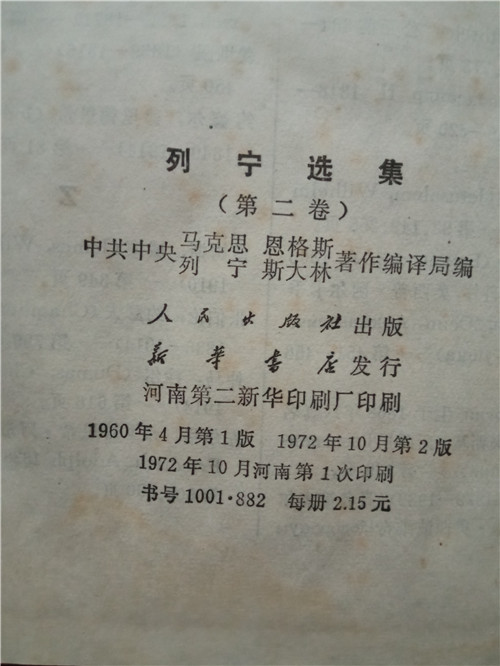 列宁选集
（第二卷）
中共中央马克思 恩格斯列宁 斯大林著作编译局编
人民出版社出版
新华书店发行
河南第二新华印刷厂印刷
1960年4月第1版 1972年10月第2版
1972年10月河南第1次印刷
书号1001·882 每册2.15元